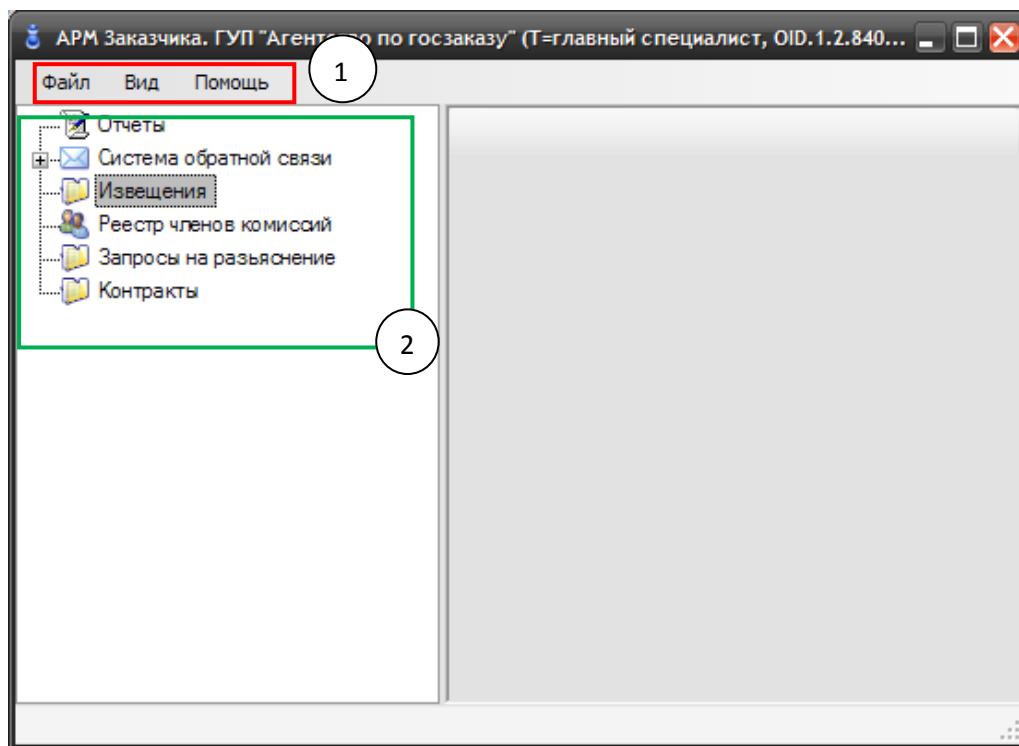 АРМ Заказчика. ГУП "Агентство по госзаказу" (Т=главный специалист, OID.1.2.840...
Файл Вид Помощь
1
Отчеты
Система обратной связи
Извещения
Реестр членов комиссий
Запросы на разъяснение
Контракты
2